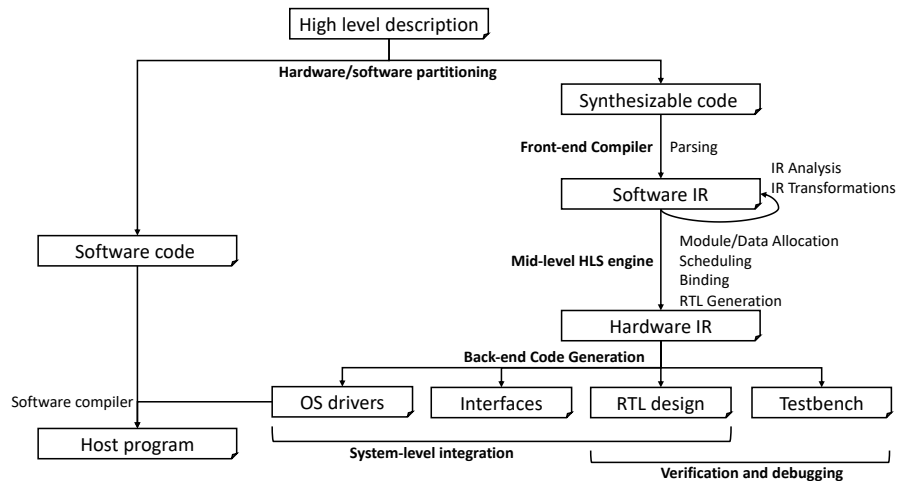 High level description
Hardware/software partitioning
Synthesizable code
Front-end Compiler
Parsing
IR Analysis
IR Transformations
Software IR
Software code
Mid-level HLS engine
Module/Data Allocation
Scheduling
Binding
RTL Generation
Hardware IR
Back-end Code Generation
Software compiler
OS drivers
Interfaces
RTL design
Testbench
Host program
System-level integration
Verification and debugging